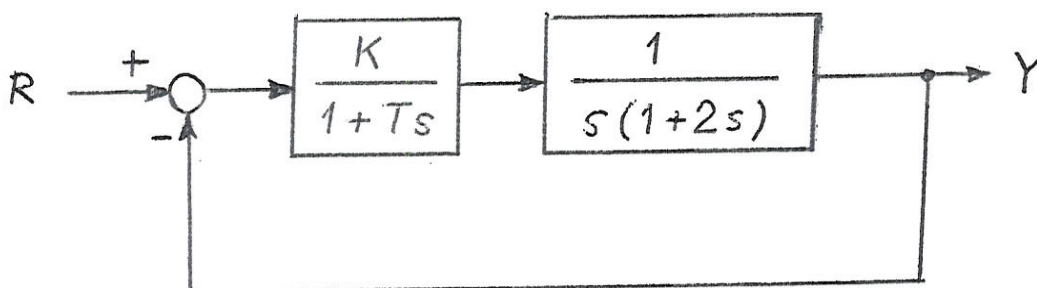 R + - K / 1 + Ts 1 / s(1+2s) Y